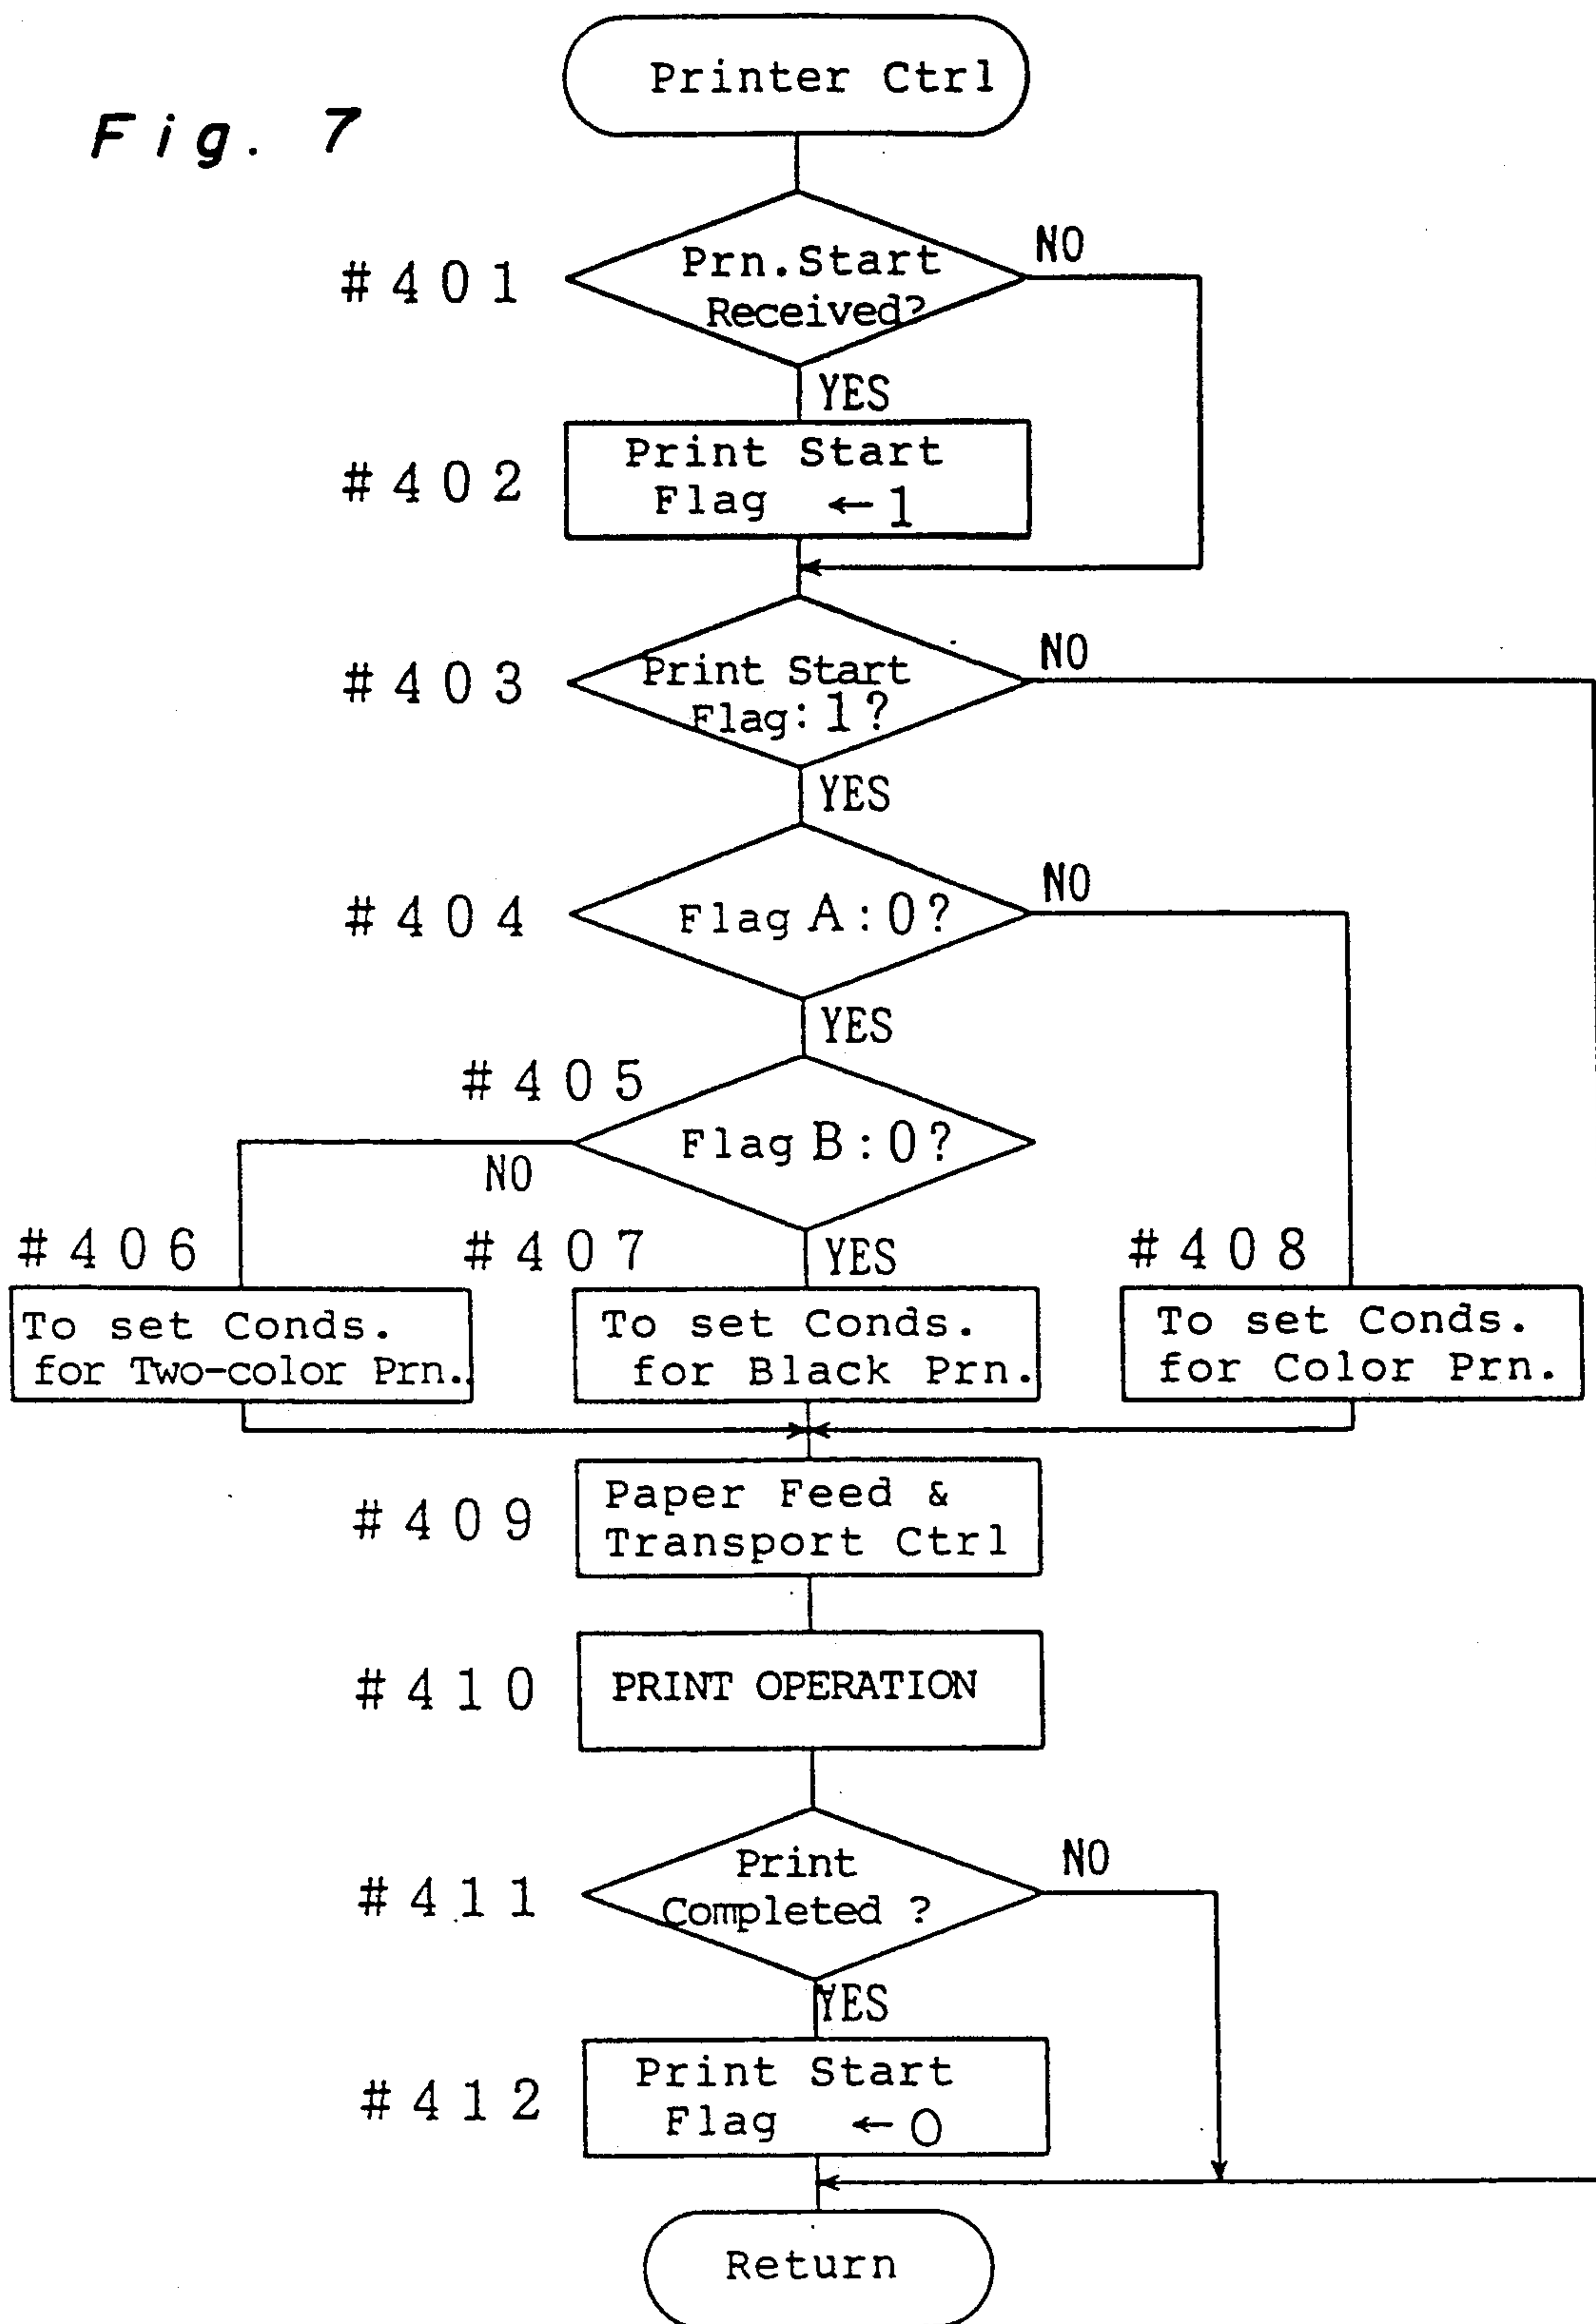 Printer Ctrl
Fig. 7
#401
Prn.Start
Received?
NO
YES
#402
Print Start
Flag ←1
#403
Print Start
Flag:1?
NO
YES
#404
Flag A:0?
NO
YES
#405
Flag B:0?
NO
YES
#406
To set Conds.
for Two-color Prn.
#407
To set Conds.
for Black Prn.
#408
To set Conds.
for Color Prn.
#409
Paper Feed &
Transport Ctrl
#410
PRINT OPERATION
#411
Print
Completed ?
NO
YES
#412
Print Start
Flag ←0
Return